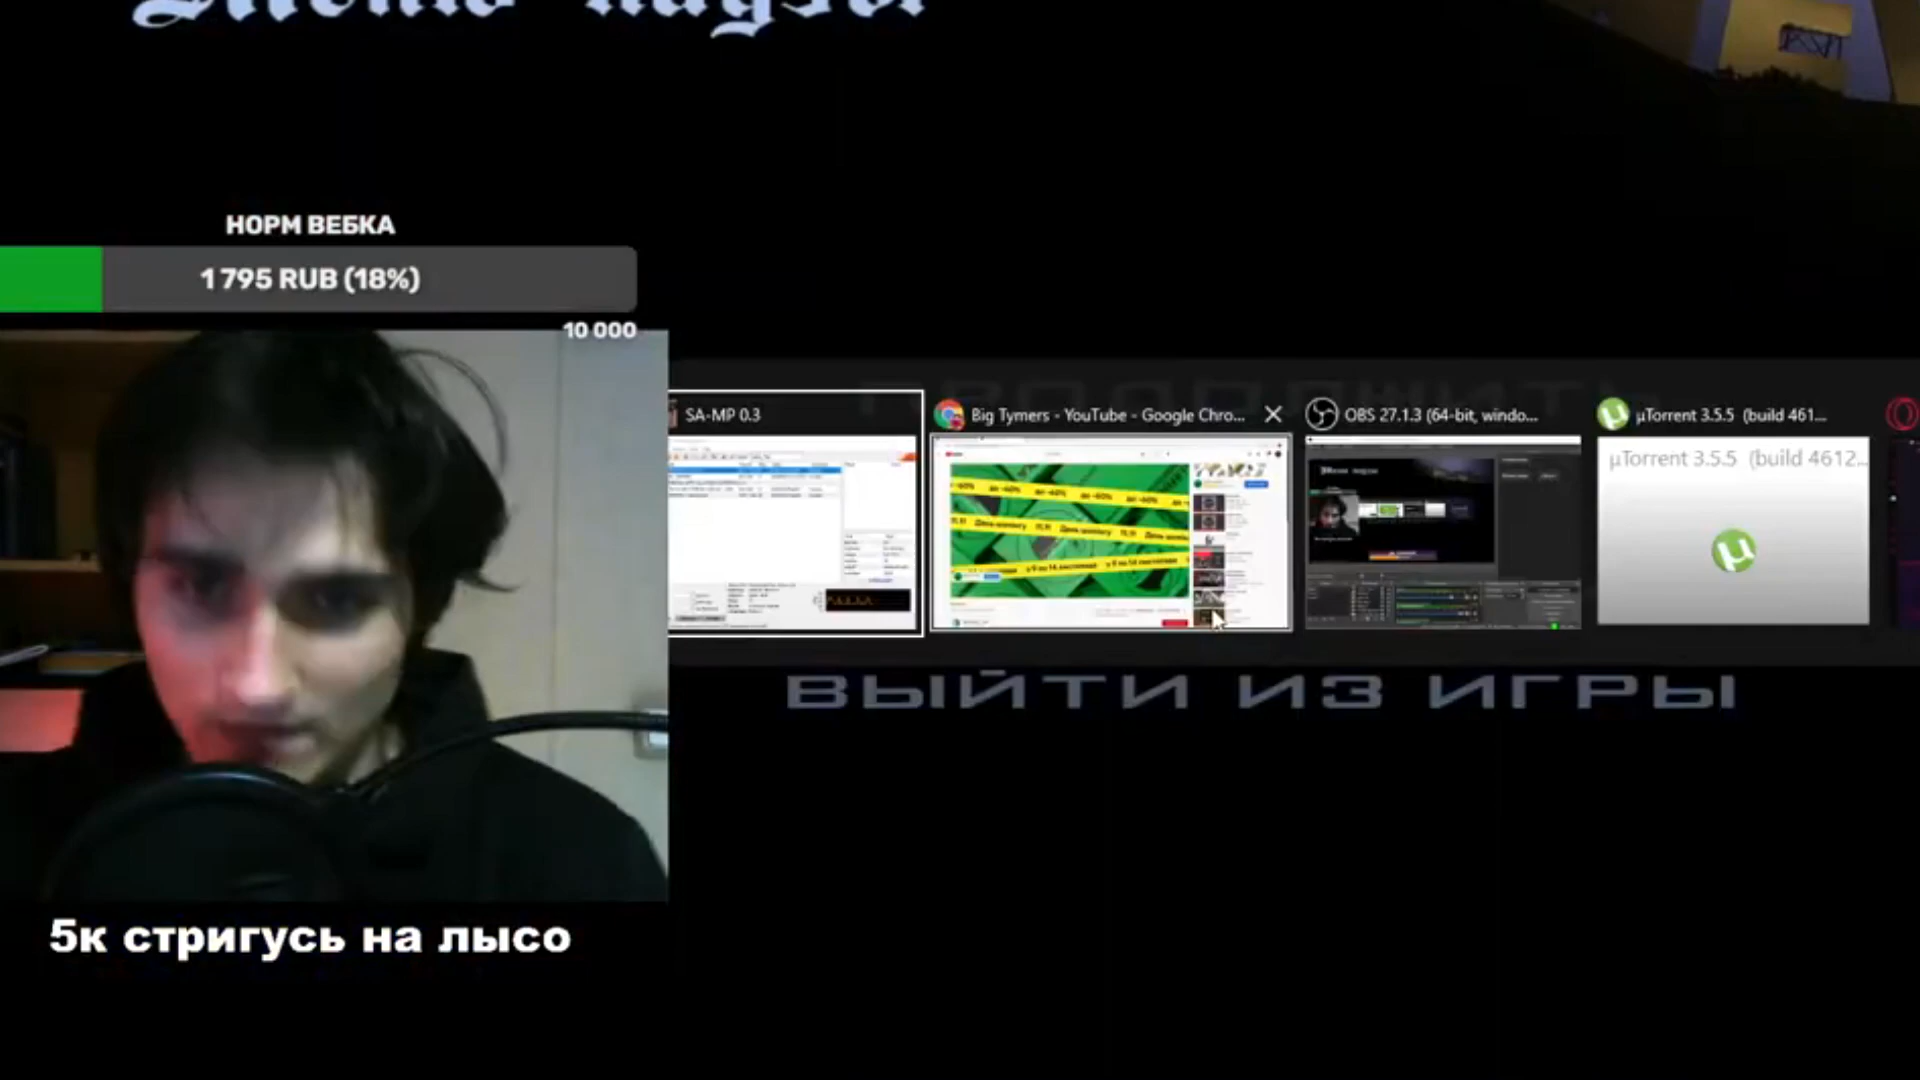 Меню паузы
НОРМ ВЕБКА
1 795 RUB (18%)
10 000
SA-MP 0.3
Big Tymers - YouTube - Google Chro...
OBS 27.1.3 (64-bit, windo...
µTorrent 3.5.5 (build 461...
µTorrent 3.5.5 (build 4612...
ВЫЙТИ ИЗ ИГРЫ
5к стригусь на лысо